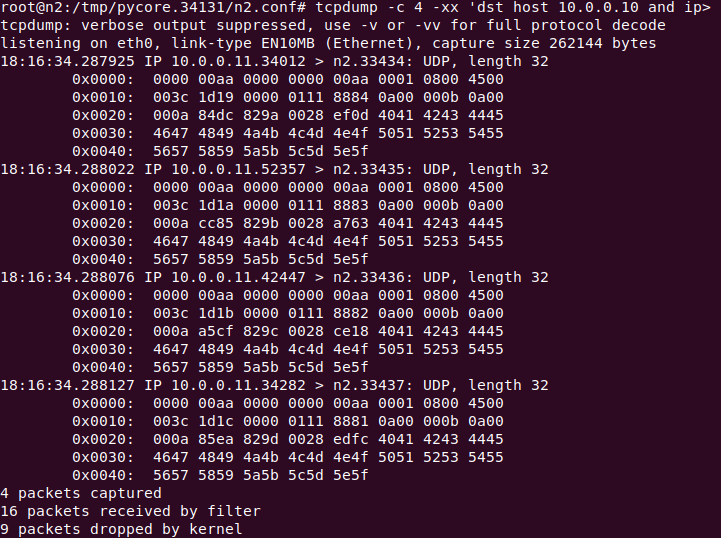 root@n2:/tmp/pycore.34131/n2.conf# tcpdump -c 4 -xx 'dst host 10.0.0.10 and ip>
tcpdump: verbose output suppressed, use -v or -vv for full protocol decode
listening on eth0, link-type EN10MB (Ethernet), capture size 262144 bytes
18:16:34.287925 IP 10.0.0.11.34012 > n2.33434: UDP, length 32
0x0000:  0000 00aa 0000 0000 00aa 0001 0800 4500
0x0010:  003c 1d19 0000 0111 8884 0a00 000b 0a00
0x0020:  000a 84dc 829a 0028 ef0d 4041 4243 4445
0x0030:  4647 4849 4a4b 4c4d 4e4f 5051 5253 5455
0x0040:  5657 5859 5a5b 5c5d 5e5f
18:16:34.288022 IP 10.0.0.11.52357 > n2.33435: UDP, length 32
0x0000:  0000 00aa 0000 0000 00aa 0001 0800 4500
0x0010:  003c 1d1a 0000 0111 8883 0a00 000b 0a00
0x0020:  000a cc85 829b 0028 a763 4041 4243 4445
0x0030:  4647 4849 4a4b 4c4d 4e4f 5051 5253 5455
0x0040:  5657 5859 5a5b 5c5d 5e5f
18:16:34.288076 IP 10.0.0.11.42447 > n2.33436: UDP, length 32
0x0000:  0000 00aa 0000 0000 00aa 0001 0800 4500
0x0010:  003c 1d1b 0000 0111 8882 0a00 000b 0a00
0x0020:  000a a5cf 829c 0028 ce18 4041 4243 4445
0x0030:  4647 4849 4a4b 4c4d 4e4f 5051 5253 5455
0x0040:  5657 5859 5a5b 5c5d 5e5f
18:16:34.288127 IP 10.0.0.11.34282 > n2.33437: UDP, length 32
0x0000:  0000 00aa 0000 0000 00aa 0001 0800 4500
0x0010:  003c 1d1c 0000 0111 8881 0a00 000b 0a00
0x0020:  000a 85ea 829d 0028 edfc 4041 4243 4445
0x0030:  4647 4849 4a4b 4c4d 4e4f 5051 5253 5455
0x0040:  5657 5859 5a5b 5c5d 5e5f
4 packets captured
16 packets received by filter
9 packets dropped by kernel